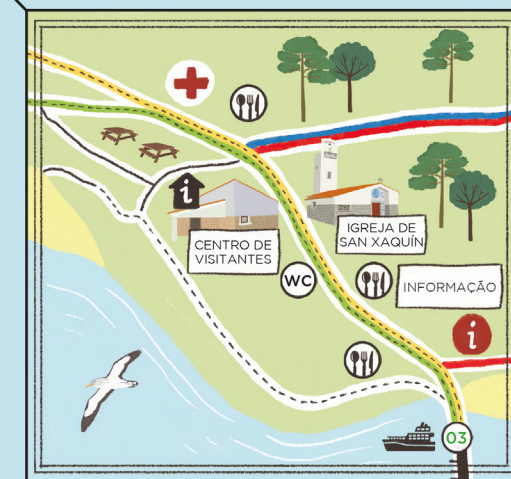 i
CENTRO DE
VISITANTES
IGREJA DE
SAN XAQUÍN
WC
INFORMAÇÃO
i
03